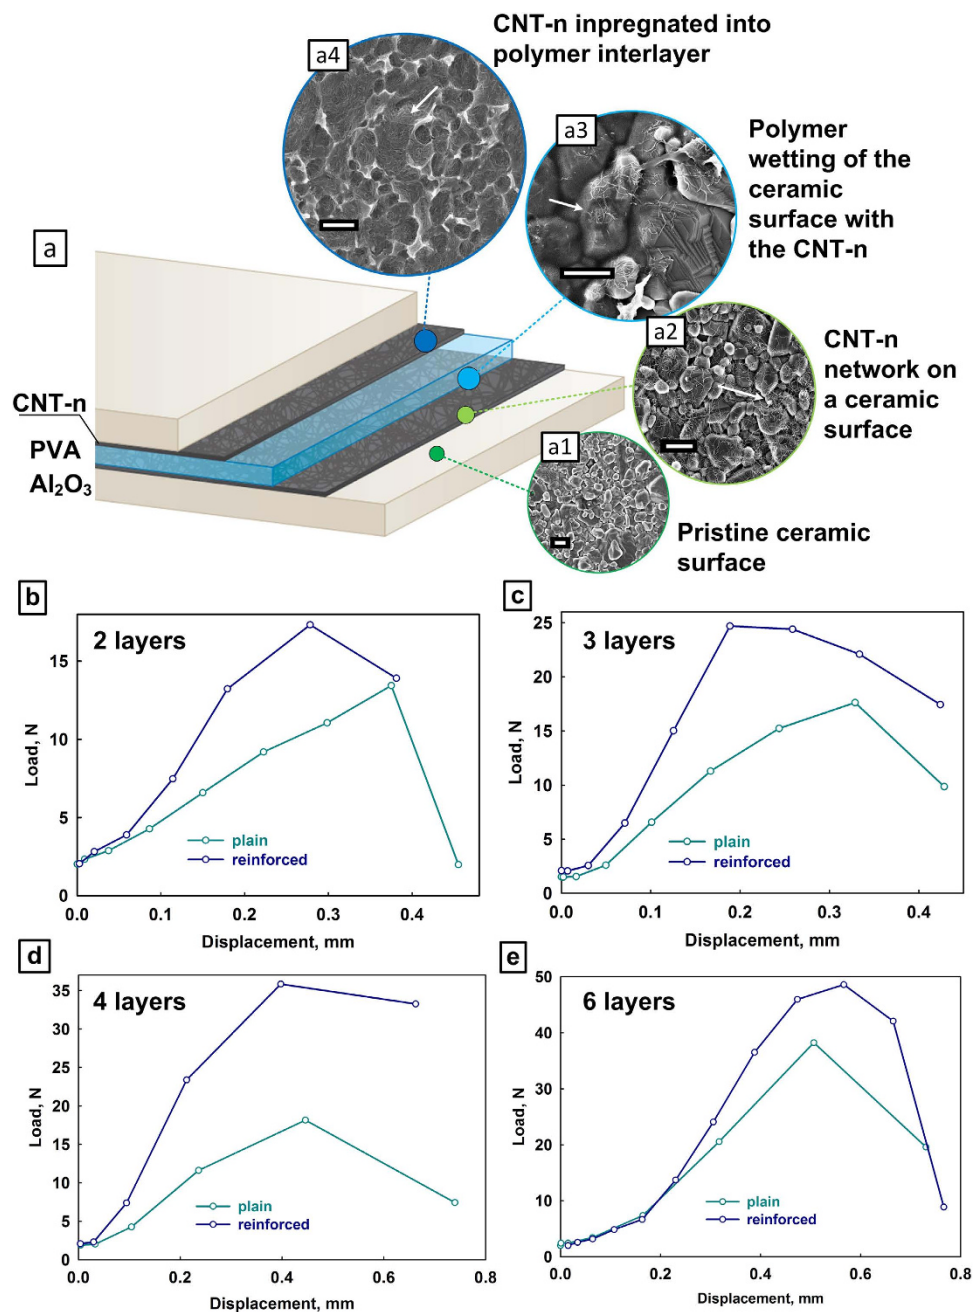 CNT-n inpregnated into
polymer interlayer
a4
a3
Polymer
wetting of the
ceramic
surface with
the CNT-n
a
a2
CNT-n
network on
a ceramic
surface
CNT-n
PVA
Al₂O₃
a1
Pristine ceramic
surface
b
2 layers
Load, N
15
10
5
0
plain
reinforced
0.0 0.1 0.2 0.3 0.4
Displacement, mm
c
3 layers
Load, N
25
20
15
10
5
0
plain
reinforced
0.0 0.1 0.2 0.3 0.4
Displacement, mm
d
4 layers
Load, N
35
30
25
20
15
10
5
0
plain
reinforced
0.0 0.2 0.4 0.6 0.8
Displacement, mm
e
6 layers
Load, N
50
40
30
20
10
0
plain
reinforced
0.0 0.2 0.4 0.6 0.8
Displacement, mm